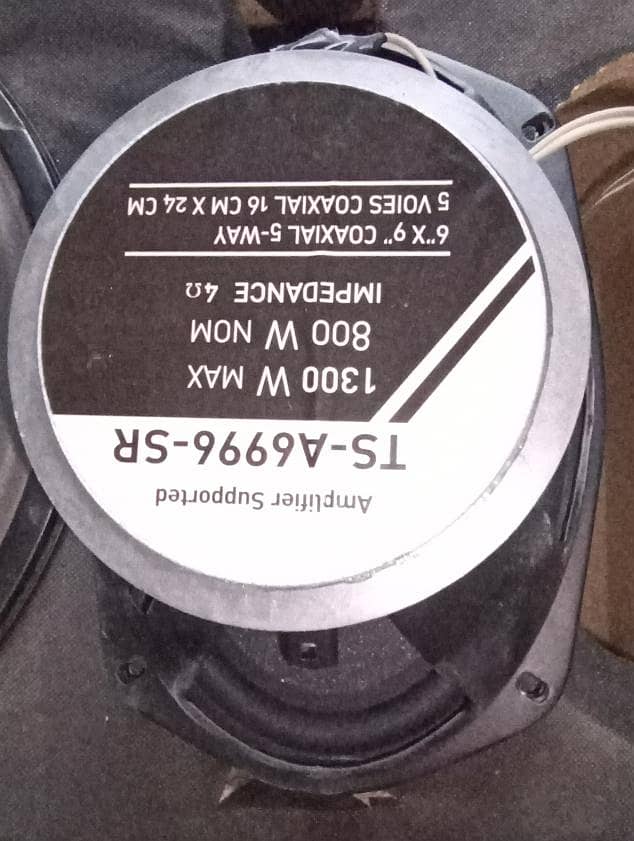 Amplifier Supported
TS-A6996-SR
1300 W MAX
800 W NOM
IMPEDANCE 4Ω
6"X 9" COAXIAL 5-WAY
5 VOIES COAXIAL 16 CM X 24 CM